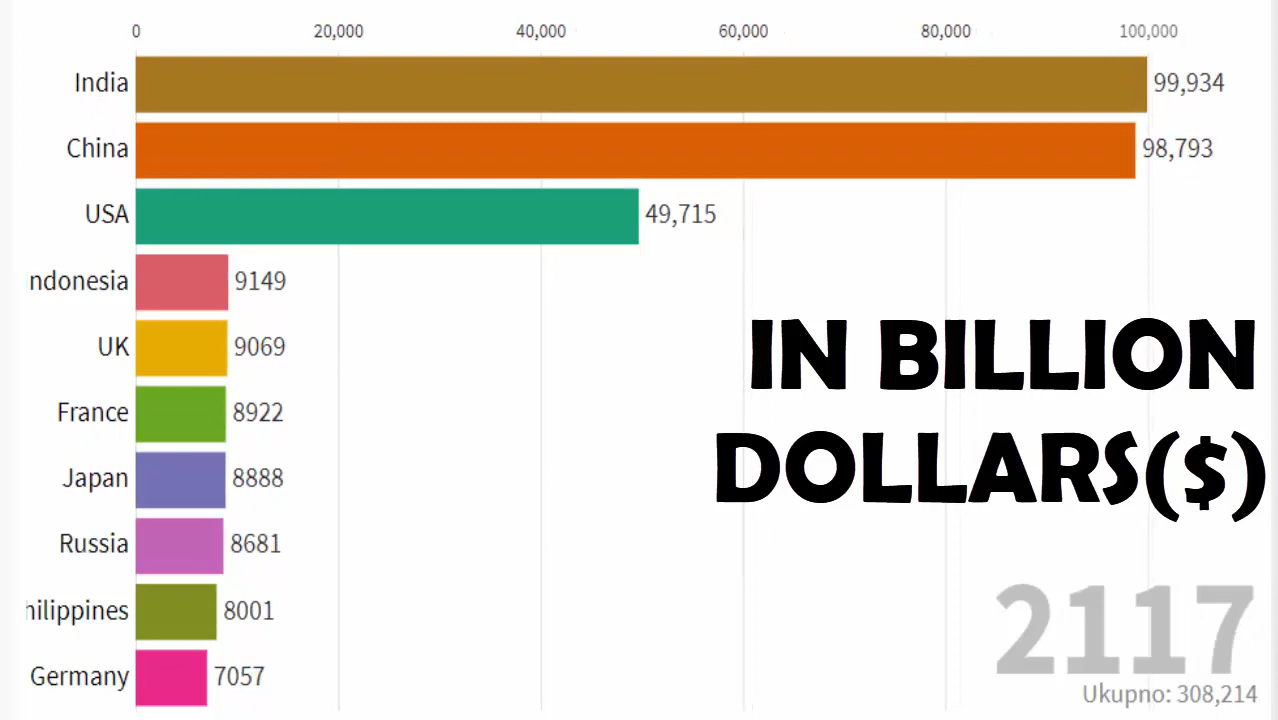 0 20,000 40,000 60,000 80,000 100,000
India 99,934
China 98,793
USA 49,715
ndonesia 9149
UK 9069
France 8922
Japan 8888
Russia 8681
hilippines 8001
Germany 7057
IN BILLION
DOLLARS($)
2117
Ukupno: 308,214